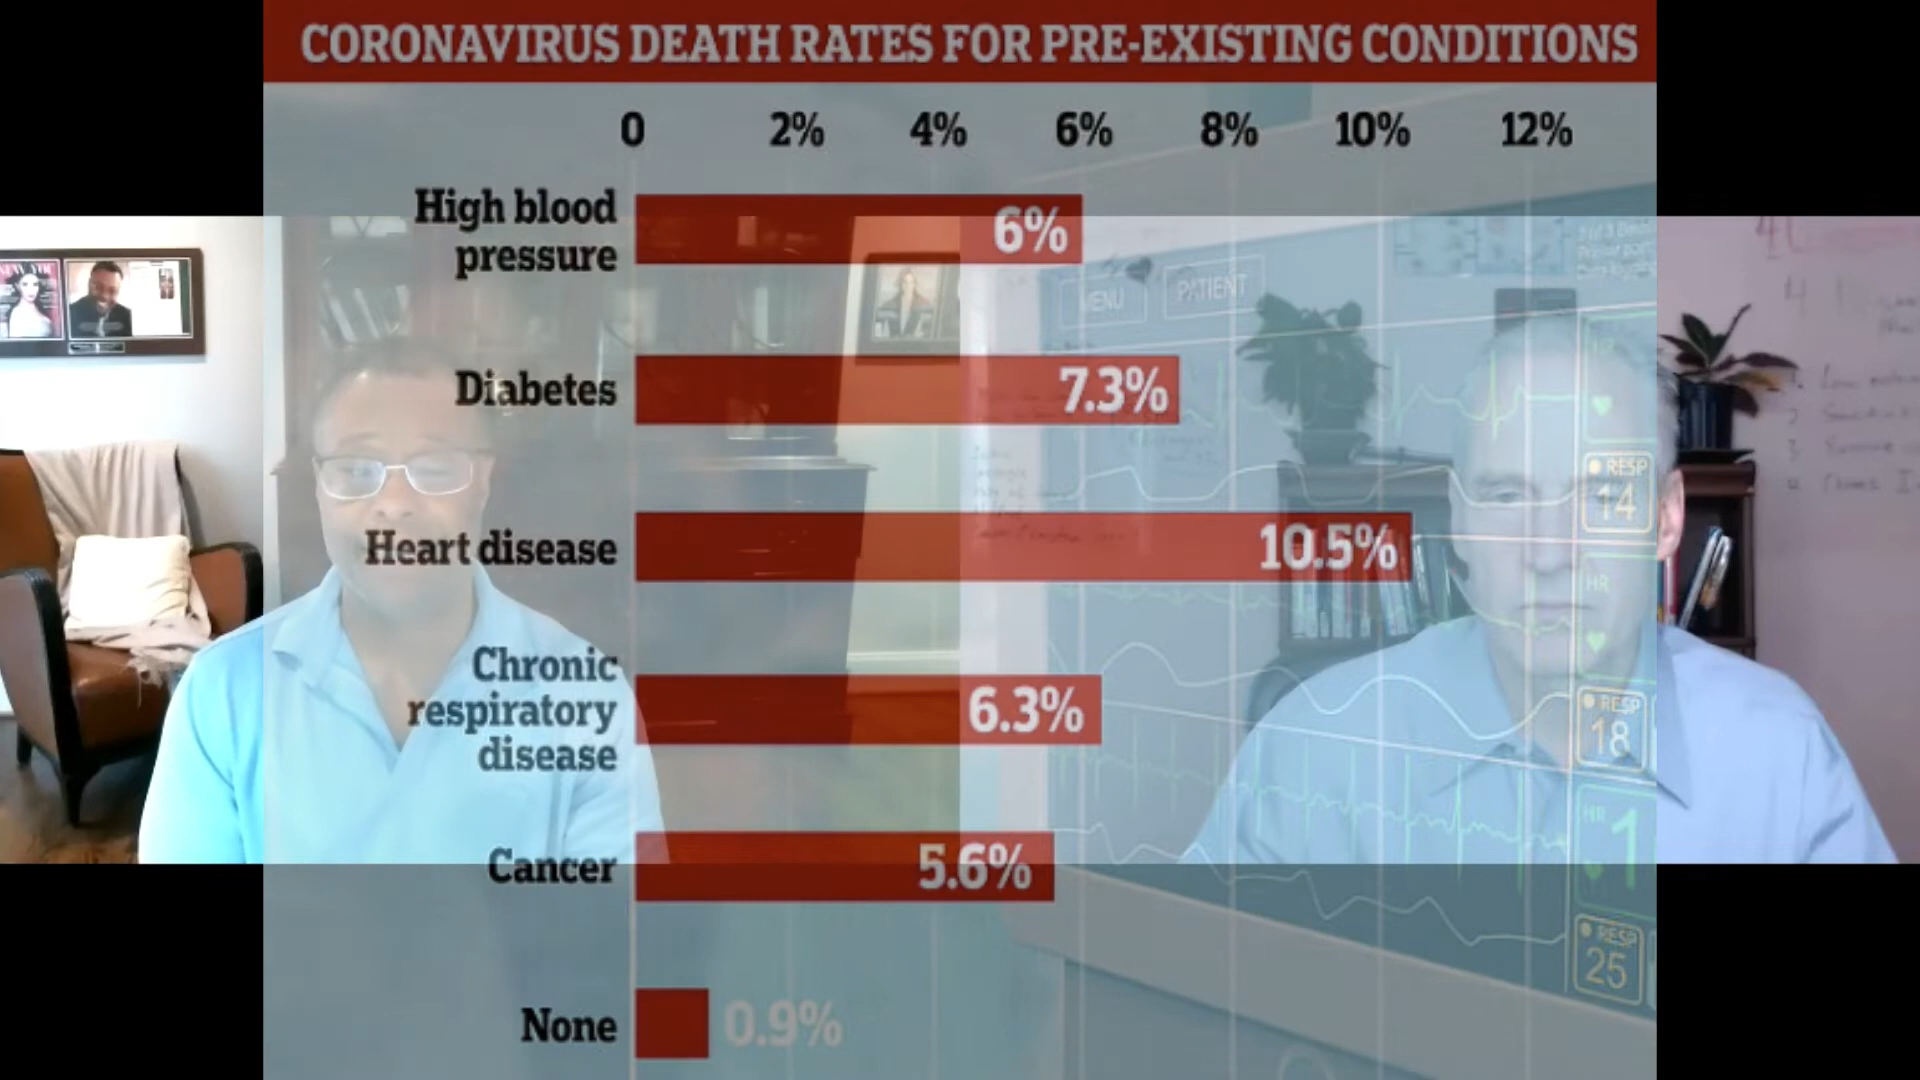 CORONAVIRUS DEATH RATES FOR PRE-EXISTING CONDITIONS
0 2% 4% 6% 8% 10% 12%
High blood
pressure
6%
MENU
PATIENT
Diabetes
7.3%
RESP
14
Heart disease
10.5%
HR
Chronic
respiratory
disease
6.3%
RESP
18
HR
1
Cancer
5.6%
RESP
25
None
0.9%